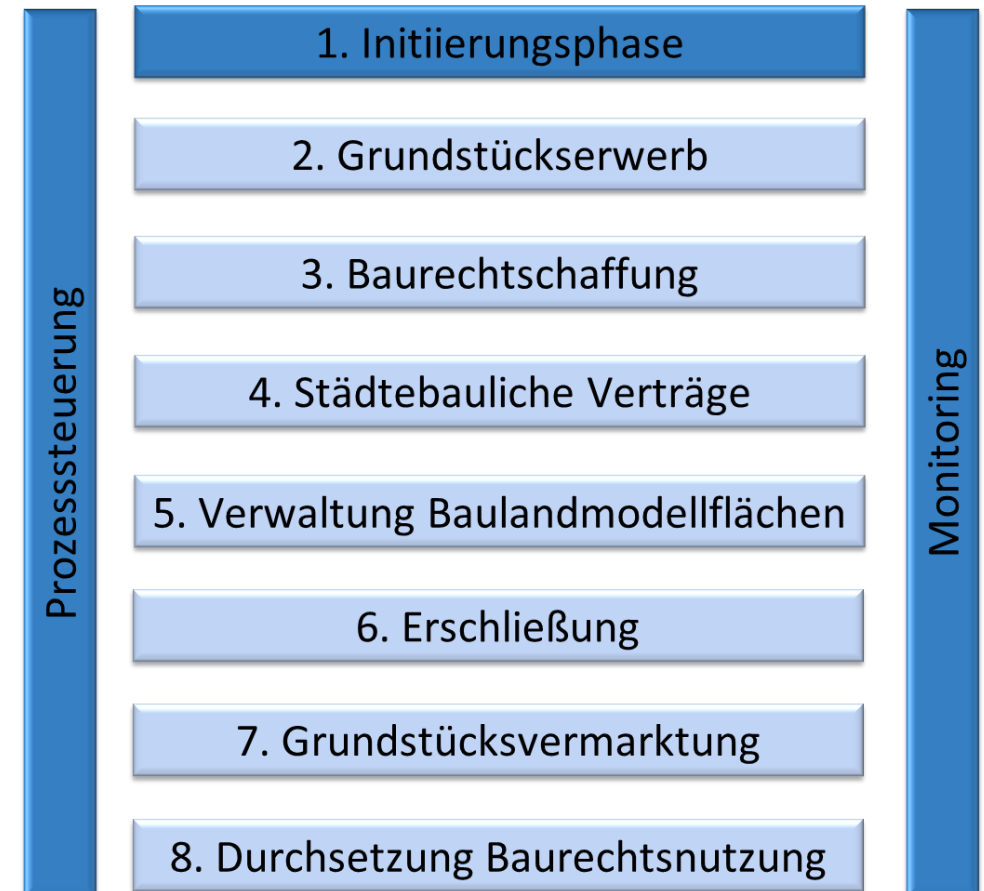 1. Initiierungsphase
2. Grundstückserwerb
3. Baurechtschaffung
4. Städtebauliche Verträge
5. Verwaltung Baulandmodellflächen
6. Erschließung
7. Grundstücksvermarktung
8. Durchsetzung Baurechtsnutzung
Prozesssteuerung
Monitoring